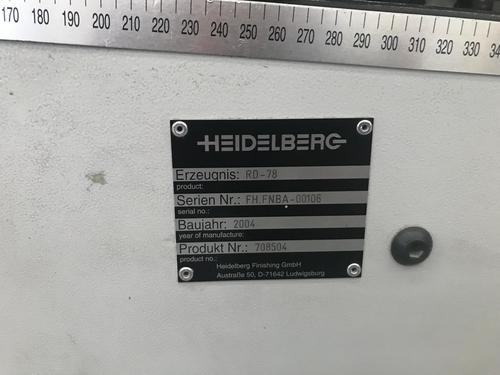 170 180 190 200 210 220 230 240 250 260 270 280 290 300 310 320 330 340
HEIDELBERG
Erzeugnis: RD-78
product:
Serien Nr.: FH.FNBA-00106
serial no.:
Baujahr: 2004
year of manufacture:
Produkt Nr.: 708504
product no.:
Heidelberg Finishing GmbH
Austraße 50, D-71642 Ludwigsburg